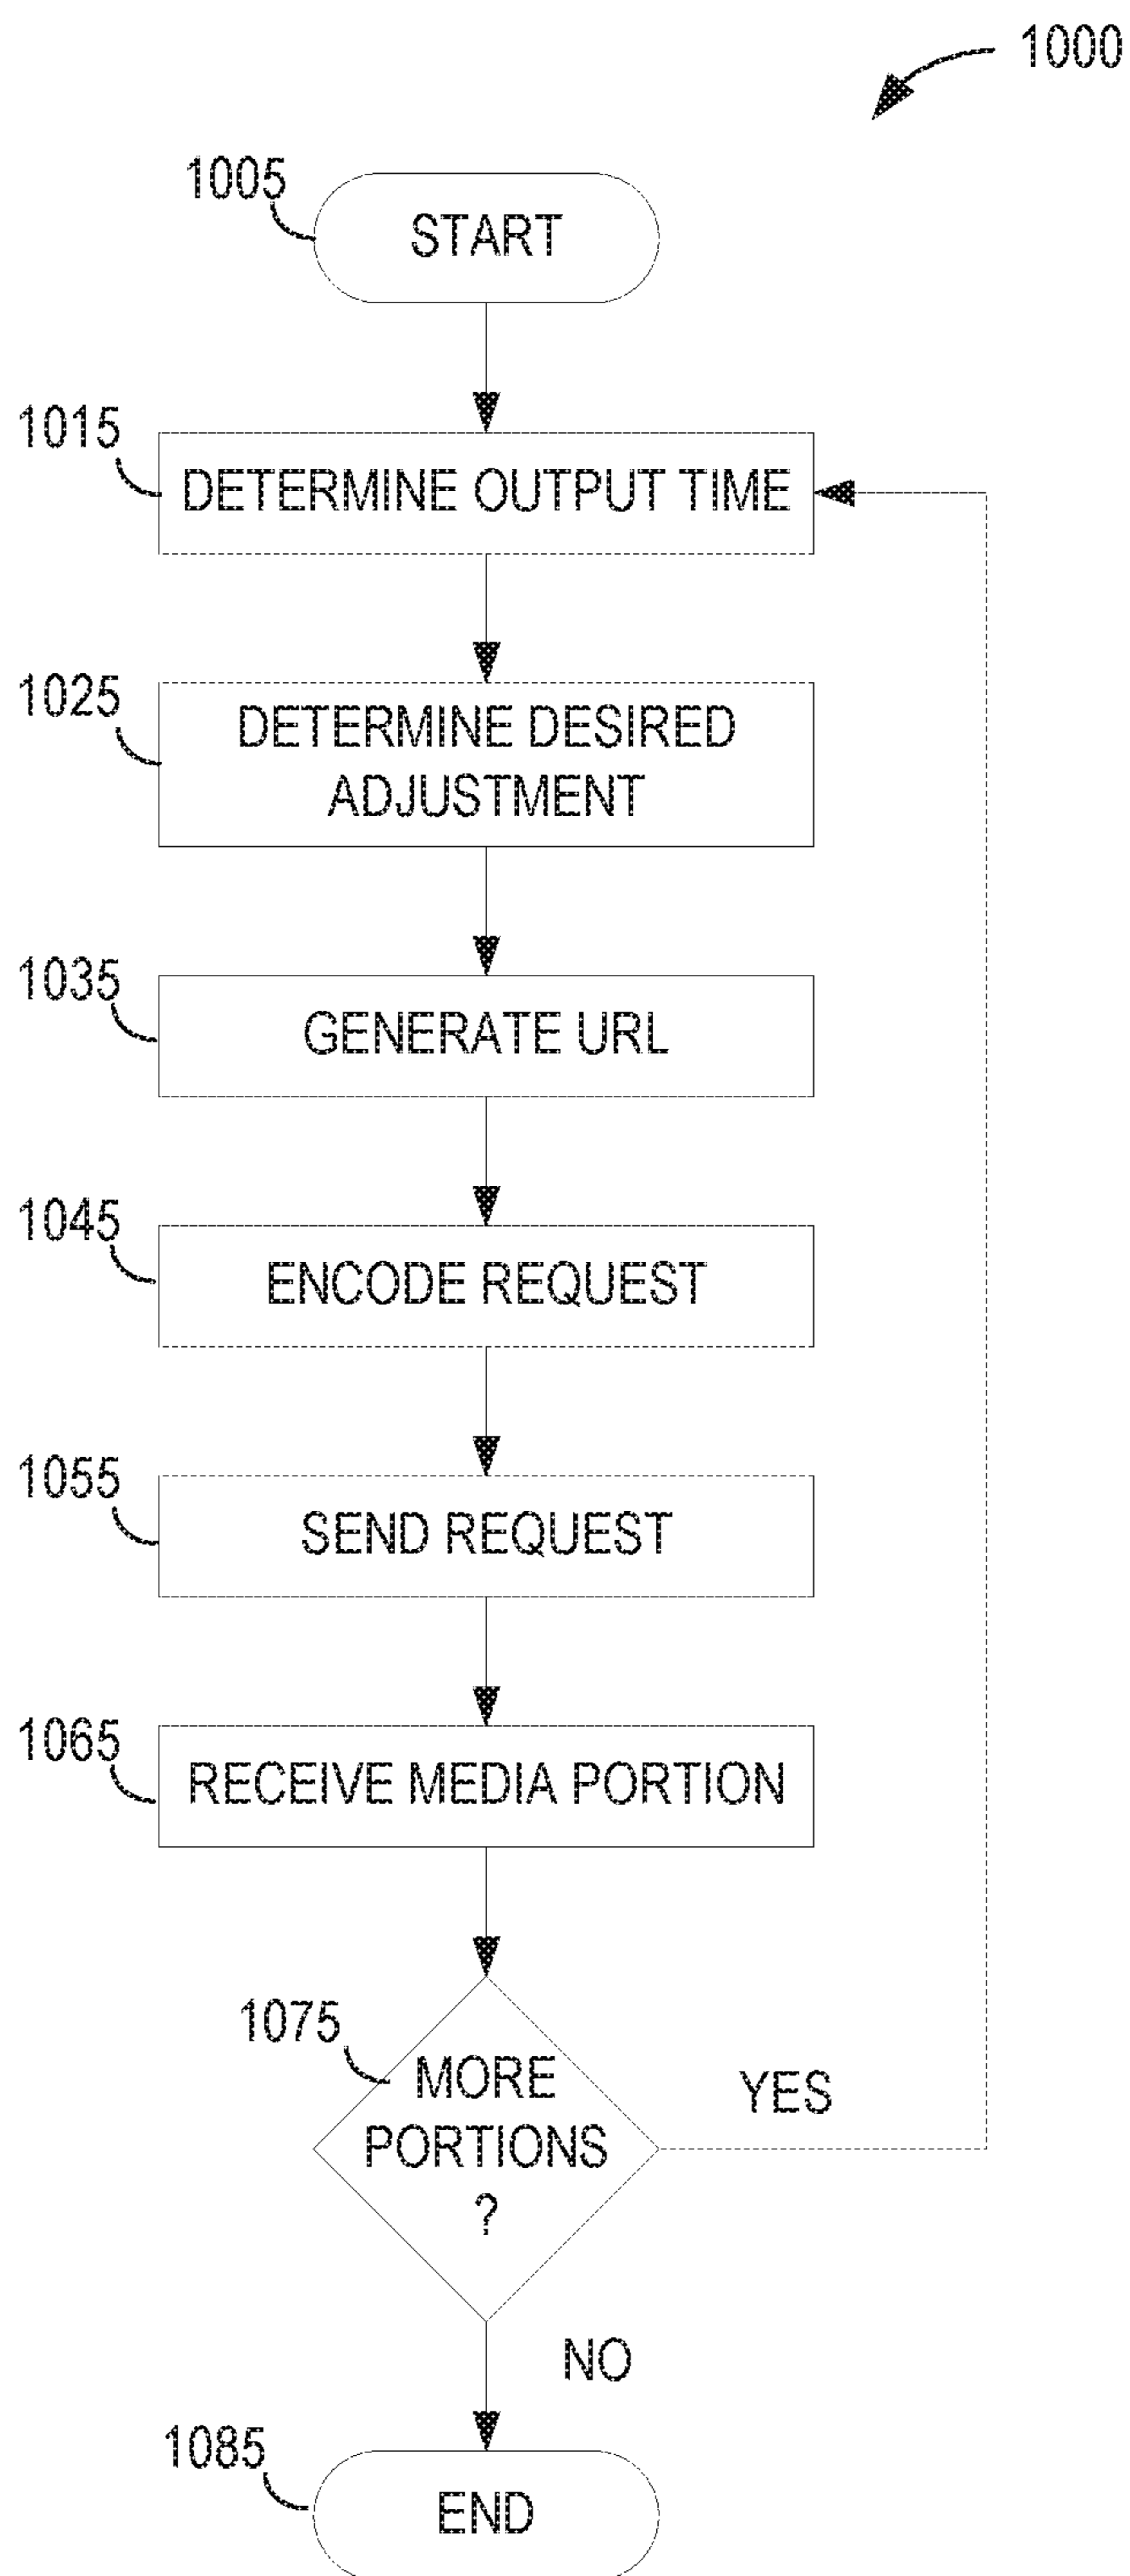 1000
1005
START
1015
DETERMINE OUTPUT TIME
1025
DETERMINE DESIRED
ADJUSTMENT
1035
GENERATE URL
1045
ENCODE REQUEST
1055
SEND REQUEST
1065
RECEIVE MEDIA PORTION
1075
MORE
PORTIONS
?
YES
NO
1085
END